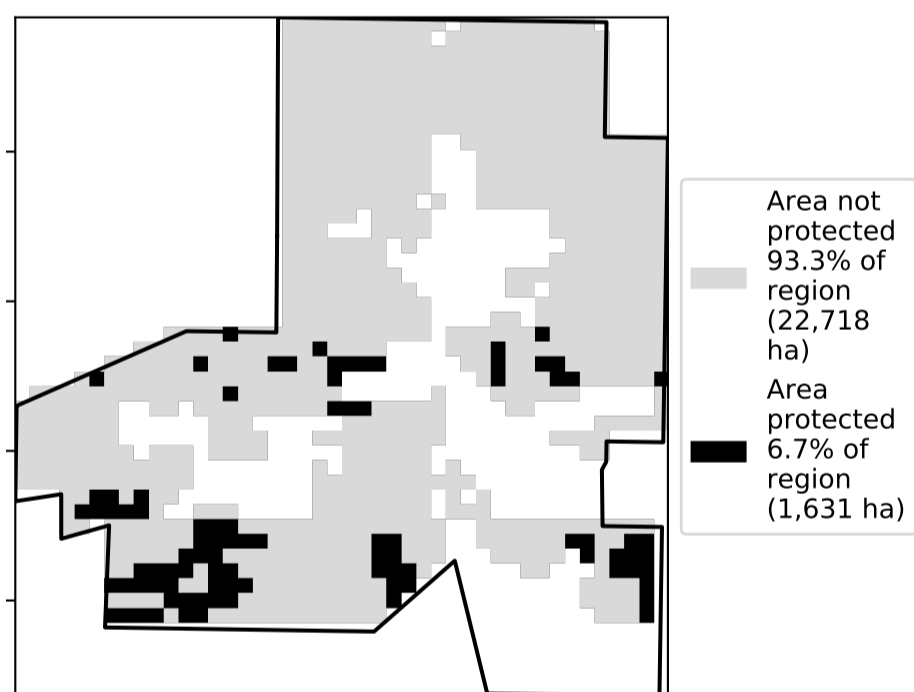 Area not
protected
93.3% of
region
(22,718
ha)
Area
protected
6.7% of
region
(1,631 ha)